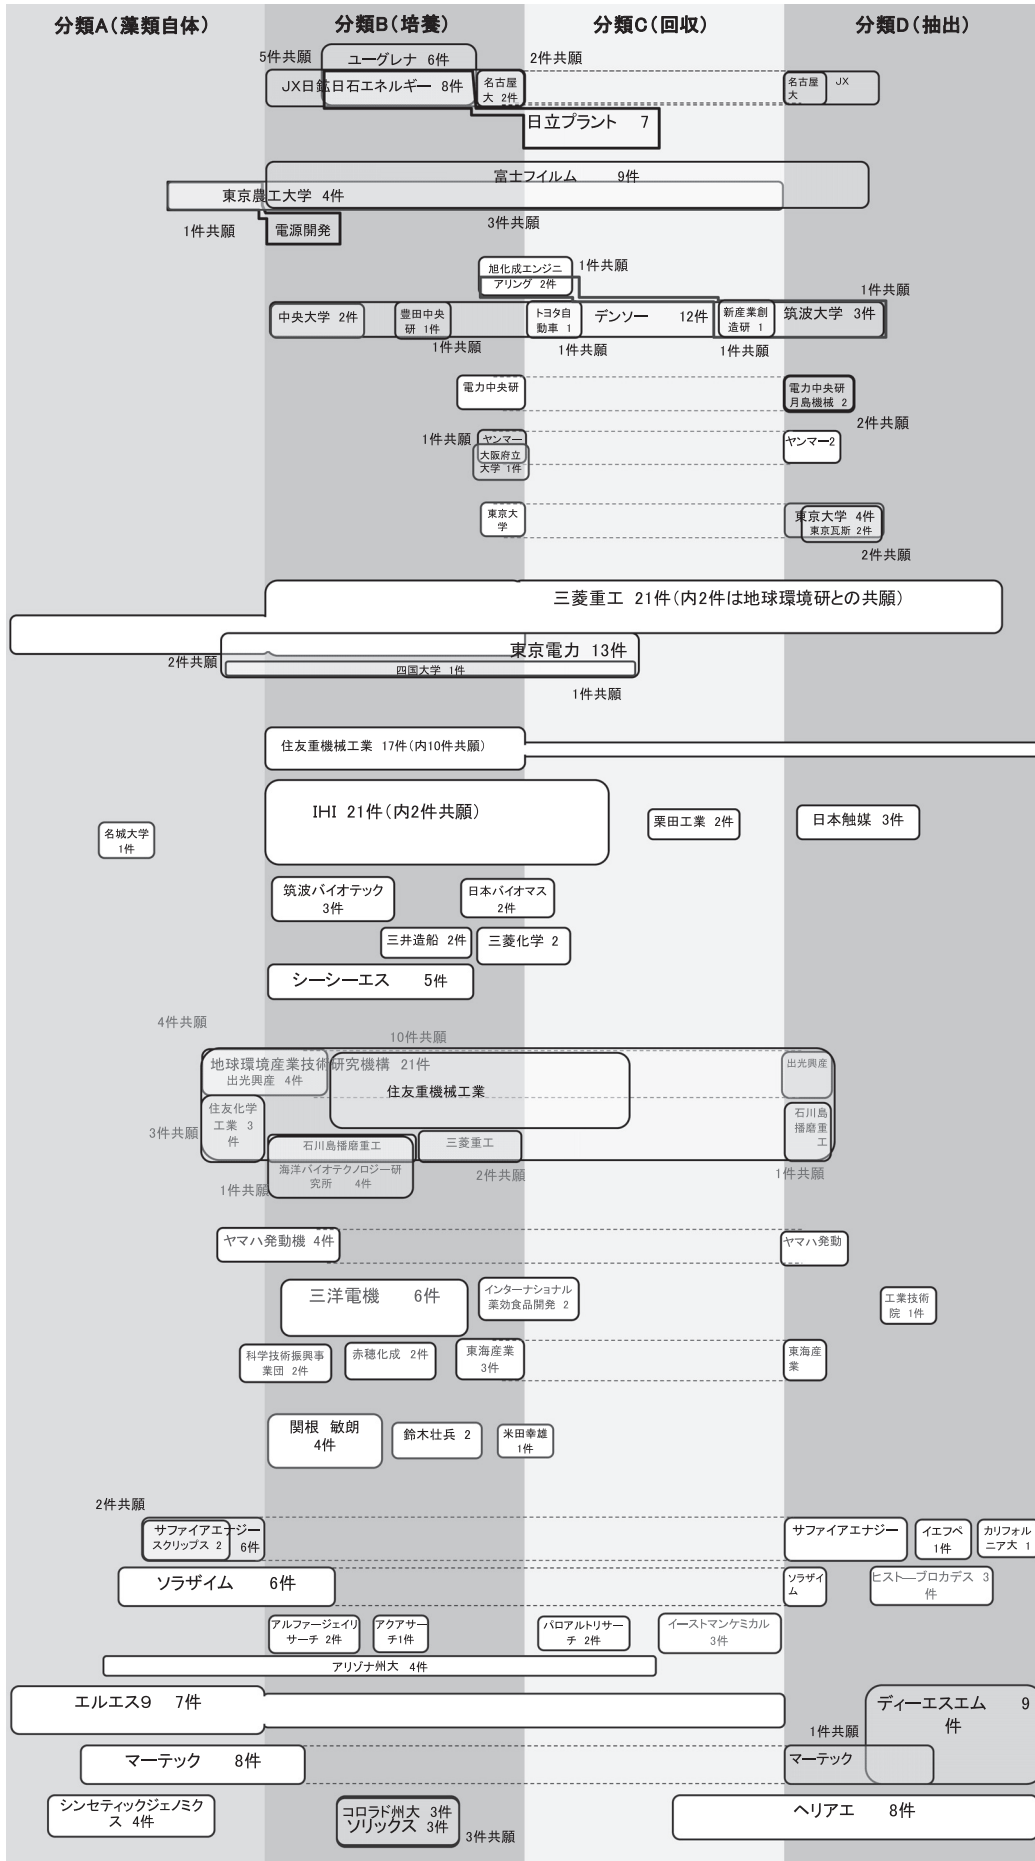 分類A(藻類自体)
分類B(培養)
分類C(回収)
分類D(抽出)
5件共願
ユーグレナ 6件
2件共願
JX日鉱日石エネルギー 8件
名古屋
大 2件
名古屋
大
JX
日立プラント 7
富士フイルム 9件
東京農工大学 4件
1件共願
電源開発
3件共願
旭化成エンジニ
アリング 2件
1件共願
1件共願
中央大学 2件
豊田中央
研 1件
トヨタ自
動車 1
デンソー 12件
新産業創
造研 1
筑波大学 3件
1件共願
1件共願
1件共願
電力中央研
電力中央研
月島機械 2
2件共願
1件共願
ヤンマー
大阪府立
大学 1件
ヤンマー2
東京大
学
東京大学 4件
東京瓦斯 2件
2件共願
三菱重工 21件(内2件は地球環境研との共願)
東京電力 13件
2件共願
四国大学 1件
1件共願
住友重機械工業 17件(内10件共願)
IHI 21件(内2件共願)
名城大学
1件
栗田工業 2件
日本触媒 3件
筑波バイオテック
3件
日本バイオマス
2件
三井造船 2件
三菱化学 2
シーシーエス 5件
4件共願
10件共願
地球環境産業技術研究機構 21件
出光興産 4件
住友重機械工業
出光興産
住友化学
工業 3
件
石川島
播磨重
工
3件共願
石川島播磨重工
三菱重工
海洋バイオテクノロジー研
究所 4件
2件共願
1件共願
1件共願
ヤマハ発動機 4件
ヤマハ発動
三洋電機 6件
インターナショナル
薬効食品開発 2
工業技術
院 1件
科学技術振興事
業団 2件
赤穂化成 2件
東海産業
3件
東海産
業
関根 敏朗
4件
鈴木壮兵 2
米田幸雄
1件
2件共願
サファイアエナジー
スクリップス 2 6件
サファイアエナジー
イエフペ
1件
カリフォル
ニア大 1
ソラザイム 6件
ソラザイ
ム
ヒスト―ブロカデス 3
件
アルファージェイリ
サーチ 2件
アクアサー
チ1件
パロアルトリサー
チ 2件
イーストマンケミカル
3件
アリゾナ州大 4件
エルエス9 7件
ディーエスエム 9
件
1件共願
マーテック 8件
マーテック
シンセティックジェノミク
ス 4件
コロラド州大 3件
ソリックス 3件
3件共願
ヘリアエ 8件